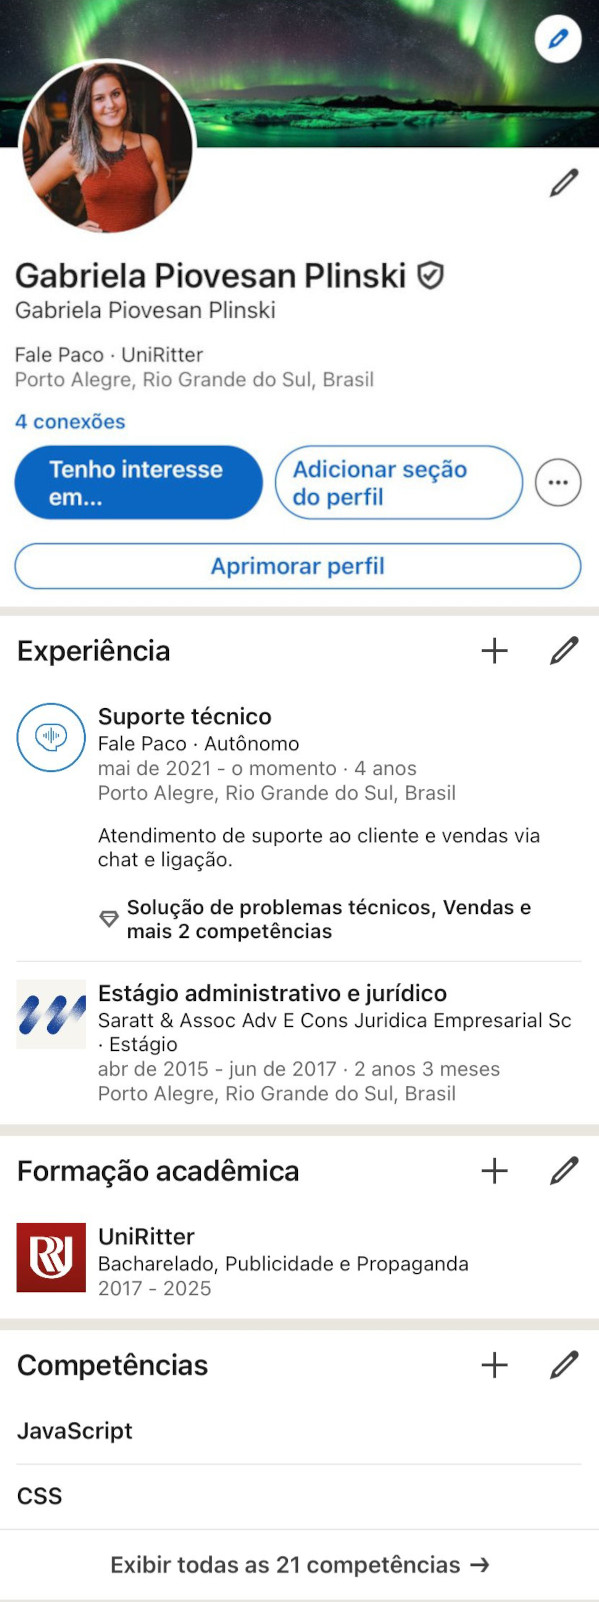 Gabriela Piovesan Plinski
Gabriela Piovesan Plinski
Fale Paco · UniRitter
Porto Alegre, Rio Grande do Sul, Brasil
4 conexões
Tenho interesse
em...
Adicionar seção
do perfil
Aprimorar perfil
Experiência
Suporte técnico
Fale Paco · Autônomo
mai de 2021 - o momento · 4 anos
Porto Alegre, Rio Grande do Sul, Brasil
Atendimento de suporte ao cliente e vendas via
chat e ligação.
Solução de problemas técnicos, Vendas e
mais 2 competências
Estágio administrativo e jurídico
Saratt & Assoc Adv E Cons Juridica Empresarial Sc
· Estágio
abr de 2015 - jun de 2017 · 2 anos 3 meses
Porto Alegre, Rio Grande do Sul, Brasil
Formação acadêmica
UniRitter
Bacharelado, Publicidade e Propaganda
2017 - 2025
Competências
JavaScript
CSS
Exibir todas as 21 competências →